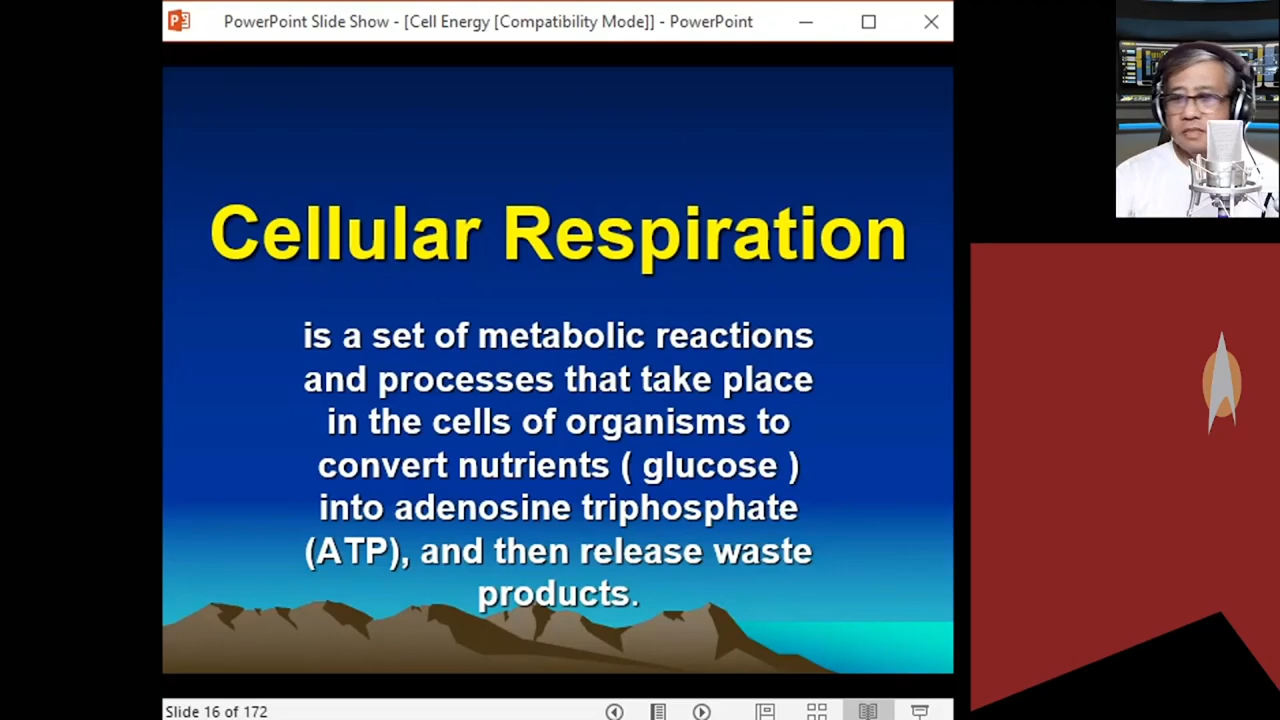 PowerPoint Slide Show - [Cell Energy [Compatibility Mode]] - PowerPoint
Cellular Respiration
is a set of metabolic reactions
and processes that take place
in the cells of organisms to
convert nutrients ( glucose )
into adenosine triphosphate
(ATP), and then release waste
products.
Slide 16 of 172